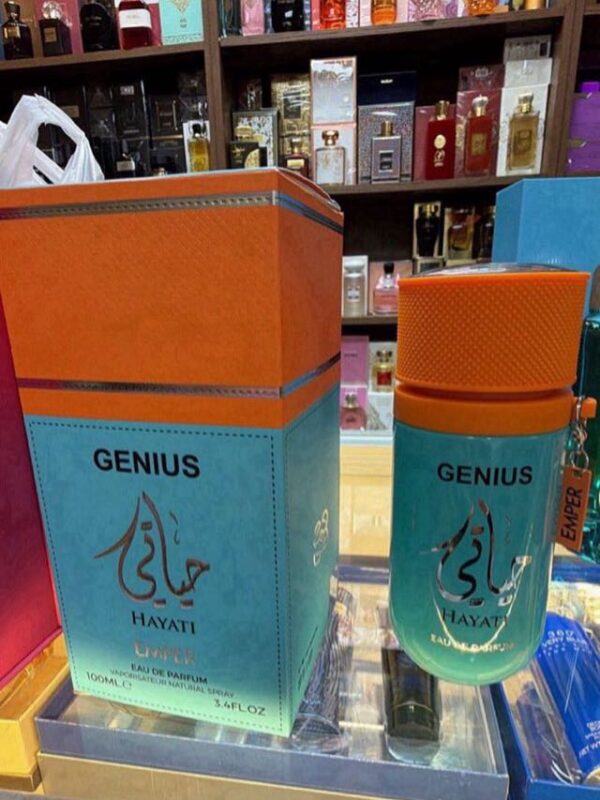 GENIUS
حياتي
HAYATI
EMPER
EAU DE PARFUM
VAPORISATEUR NATURAL SPRAY
100ML e
3.4FL.OZ
GENIUS
حياتي
HAYATI
EAU DE PARFUM
EMPER